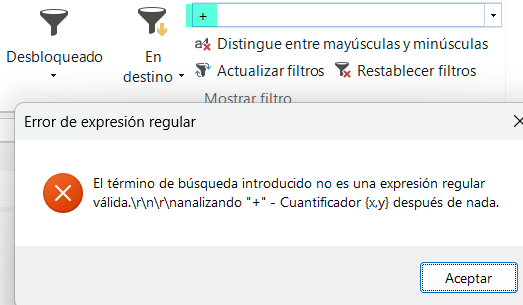 +
Desbloqueado
En
destino
Distingue entre mayúsculas y minúsculas
Actualizar filtros
Restablecer filtros
Mostrar filtro
Error de expresión regular
El término de búsqueda introducido no es una expresión regular
válida.\r\n\r\nanalizando "+" - Cuantificador {x,y} después de nada.
Aceptar